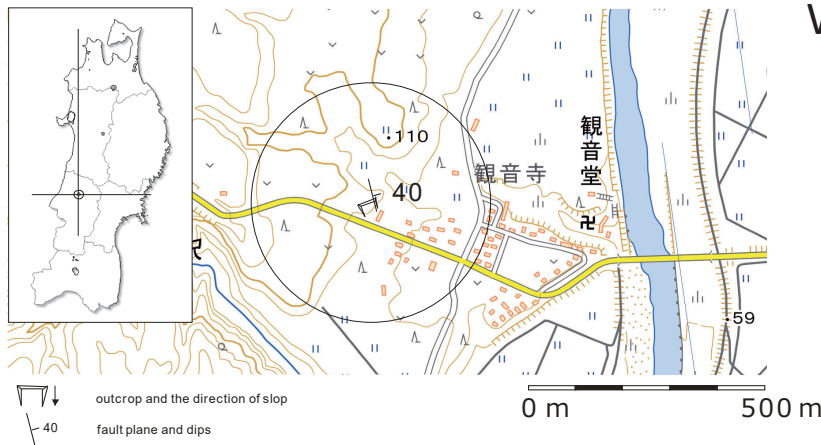 110
40
観音寺
観音堂
沢
59
outcrop and the direction of slop
40
fault plane and dips
0 m
500 m